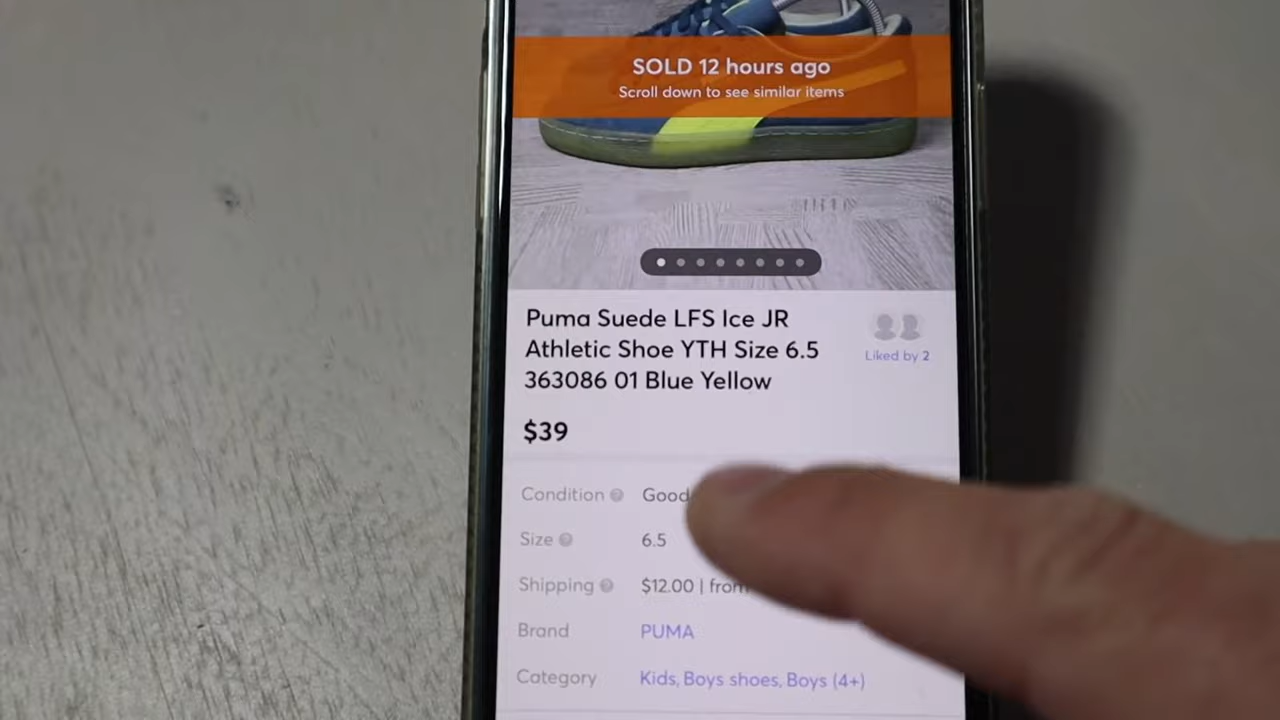 SOLD 12 hours ago
Scroll down to see similar items
Puma Suede LFS Ice JR
Athletic Shoe YTH Size 6.5
363086 01 Blue Yellow
Liked by 2
$39
Condition Good
Size 6.5
Shipping $12.00 | from
Brand PUMA
Category Kids, Boys shoes, Boys (4+)